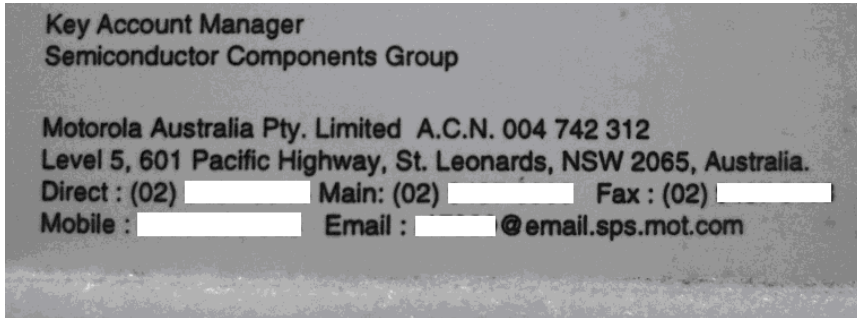 Key Account Manager
Semiconductor Components Group
Motorola Australia Pty. Limited A.C.N. 004 742 312
Level 5, 601 Pacific Highway, St. Leonards, NSW 2065, Australia.
Direct : (02) Main: (02) Fax : (02)
Mobile : Email : @email.sps.mot.com